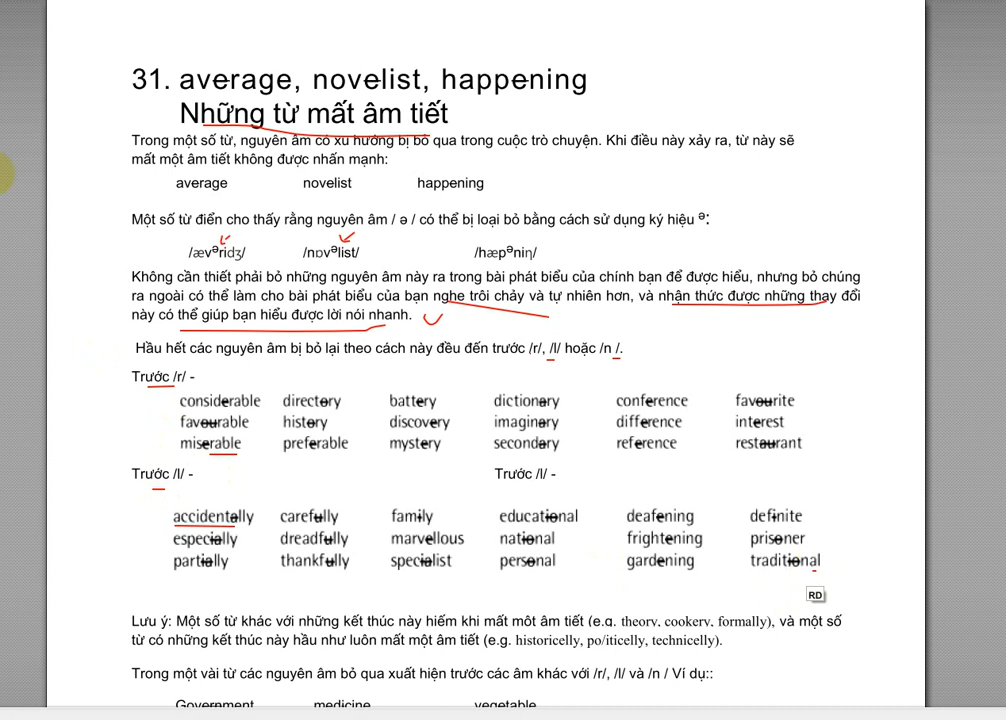 31. average, novelist, happening
Những từ mất âm tiết
Trong một số từ, nguyên âm có xu hướng bị bỏ qua trong cuộc trò chuyện. Khi điều này xảy ra, từ này sẽ
mất một âm tiết không được nhấn mạnh:
average novelist happening
Một số từ điển cho thấy rằng nguyên âm / ə / có thể bị loại bỏ bằng cách sử dụng ký hiệu ᵊ:
/ævᵊridʒ/ /nɒvᵊlist/ /hæpᵊniŋ/
Không cần thiết phải bỏ những nguyên âm này ra trong bài phát biểu của chính bạn để được hiểu, nhưng bỏ chúng
ra ngoài có thể làm cho bài phát biểu của bạn nghe trôi chảy và tự nhiên hơn, và nhận thức được những thay đổi
này có thể giúp bạn hiểu được lời nói nhanh.
Hầu hết các nguyên âm bị bỏ lại theo cách này đều đến trước /r/, /l/ hoặc /n /.
Trước /r/ -
considerable directory battery dictionary conference favourite
favourable history discovery imaginary difference interest
miserable preferable mystery secondary reference restaurant
Trước /l/ - Trước /l/ -
accidentally carefully family educational deafening definite
especially dreadfully marvellous national frightening prisoner
partially thankfully specialist personal gardening traditional
RD
Lưu ý: Một số từ khác với những kết thúc này hiếm khi mất một âm tiết (e.g. theory, cookery, formally), và một số
từ có những kết thúc này hầu như luôn mất một âm tiết (e.g. historicelly, po/iticelly, technicelly).
Trong một vài từ các nguyên âm bỏ qua xuất hiện trước các âm khác với /r/, /l/ và /n / Ví dụ::
Government medicine vegetable